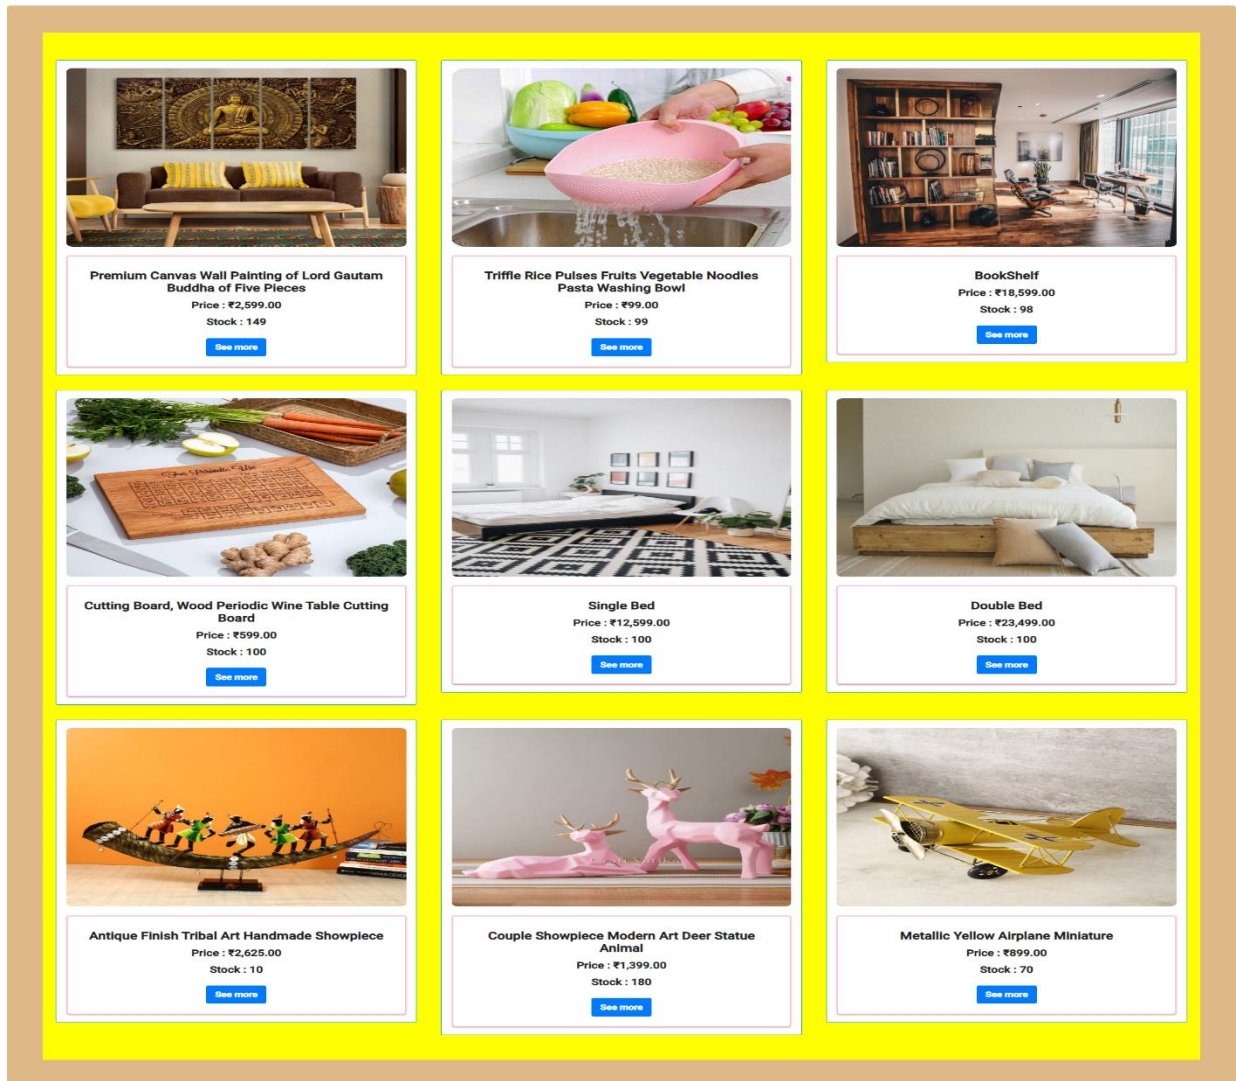 Premium Canvas Wall Painting of Lord Gautam
Buddha of Five Pieces
Price : ₹2,599.00
Stock : 149
See more
Triffle Rice Pulses Fruits Vegetable Noodles
Pasta Washing Bowl
Price : ₹99.00
Stock : 99
See more
BookShelf
Price : ₹18,599.00
Stock : 98
See more
Cutting Board, Wood Periodic Wine Table Cutting
Board
Price : ₹599.00
Stock : 100
See more
Single Bed
Price : ₹12,599.00
Stock : 100
See more
Double Bed
Price : ₹23,499.00
Stock : 100
See more
Antique Finish Tribal Art Handmade Showpiece
Price : ₹2,625.00
Stock : 10
See more
Couple Showpiece Modern Art Deer Statue
Animal
Price : ₹1,399.00
Stock : 180
See more
Metallic Yellow Airplane Miniature
Price : ₹899.00
Stock : 70
See more